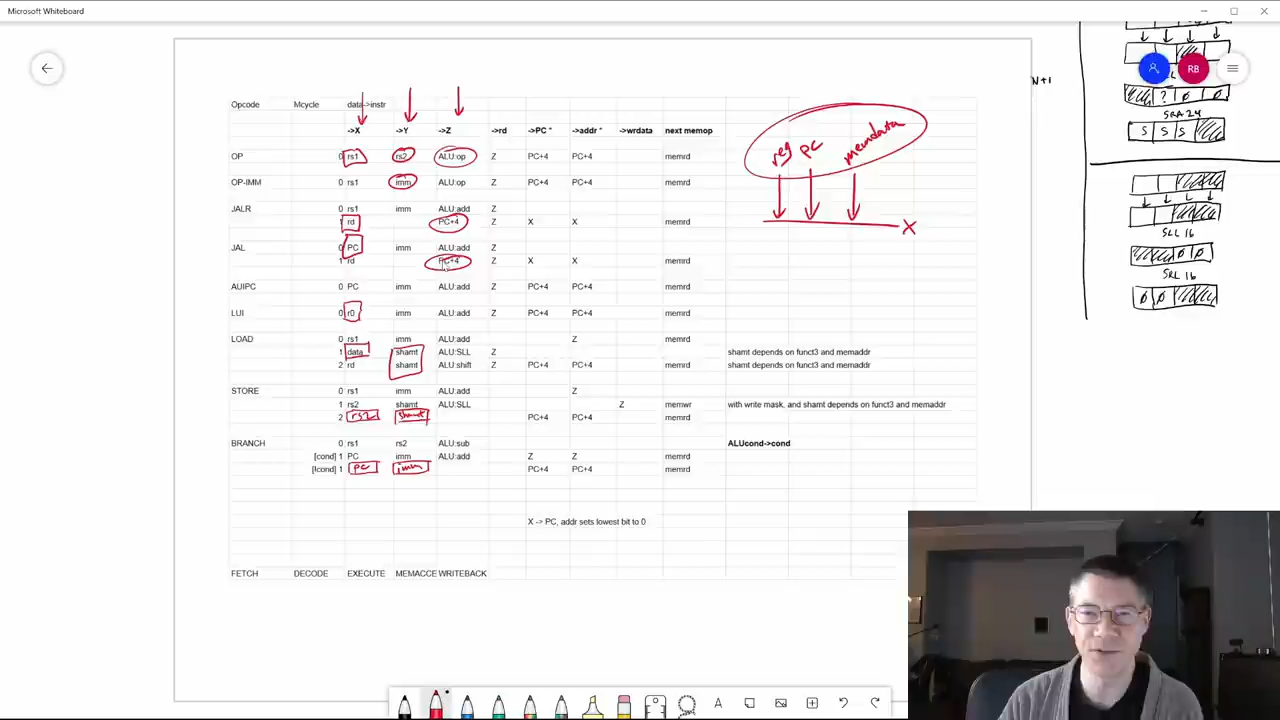 Microsoft Whiteboard
RB
N+1
SRA 24
S S S
SLL 16
SRL 16
reg PC memdata
X
Opcode Mcycle data->instr
->X ->Y ->Z ->rd ->PC * ->addr * ->wrdata next memop
OP 0 rs1 rs2 ALU:op Z PC+4 PC+4 memrd
OP-IMM 0 rs1 imm ALU:op Z PC+4 PC+4 memrd
JALR 0 rs1 imm ALU:add Z
1 rd PC+4 Z X X memrd
JAL 0 PC imm ALU:add Z
1 rd PC+4 Z X X memrd
AUIPC 0 PC imm ALU:add Z PC+4 PC+4 memrd
LUI 0 r0 imm ALU:add Z PC+4 PC+4 memrd
LOAD 0 rs1 imm ALU:add Z memrd
1 data shamt ALU:SLL Z shamt depends on funct3 and memaddr
2 rd shamt ALU:shift Z PC+4 PC+4 memrd shamt depends on funct3 and memaddr
STORE 0 rs1 imm ALU:add Z
1 rs2 shamt ALU:SLL Z memwr with write mask, and shamt depends on funct3 and memaddr
2 rs2 shamt PC+4 PC+4 memrd
BRANCH 0 rs1 rs2 ALU:sub ALUcond->cond
[cond] 1 PC imm ALU:add Z Z memrd
[!cond] 1 PC imm PC+4 PC+4 memrd
X -> PC, addr sets lowest bit to 0
FETCH DECODE EXECUTE MEMACCE WRITEBACK